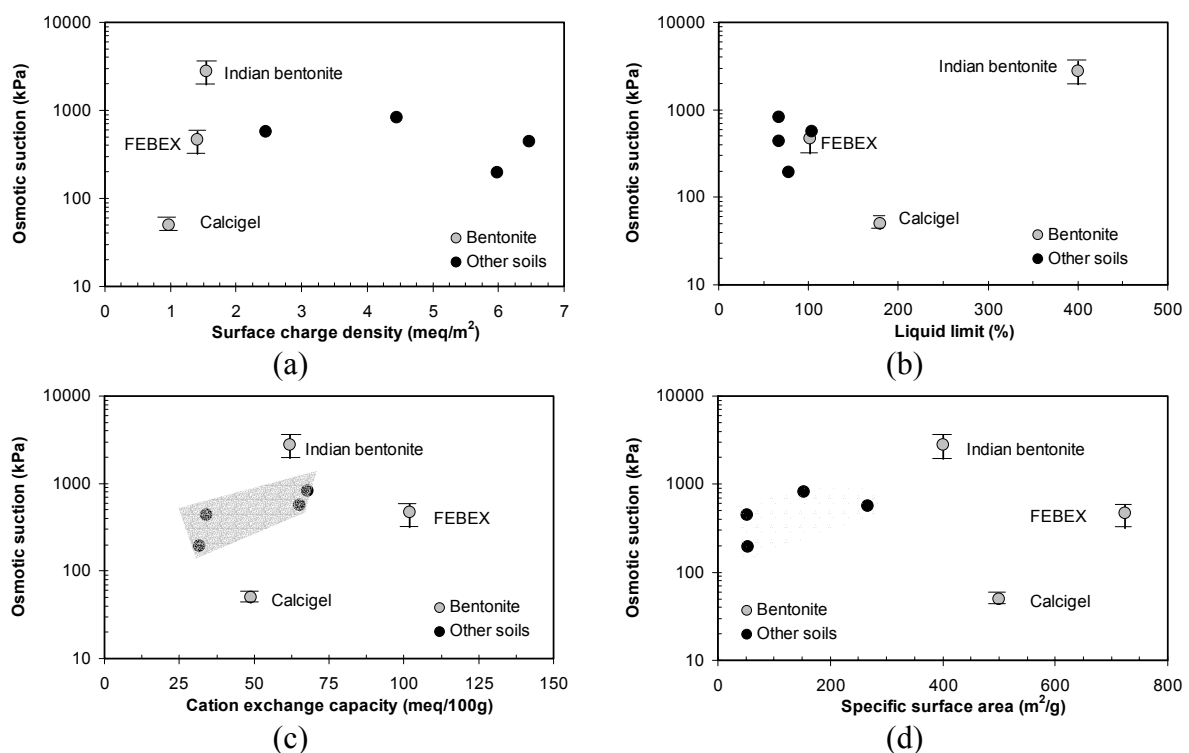 10000
1000
100
10
Osmotic suction (kPa)
Indian bentonite
FEBEX
Calcigel
Bentonite
Other soils
0 1 2 3 4 5 6 7
Surface charge density (meq/m²)
(a)
10000
1000
100
10
Osmotic suction (kPa)
Indian bentonite
FEBEX
Calcigel
Bentonite
Other soils
0 100 200 300 400 500
Liquid limit (%)
(b)
10000
1000
100
10
Osmotic suction (kPa)
Indian bentonite
FEBEX
Calcigel
Bentonite
Other soils
0 25 50 75 100 125 150
Cation exchange capacity (meq/100g)
(c)
10000
1000
100
10
Osmotic suction (kPa)
Indian bentonite
FEBEX
Calcigel
Bentonite
Other soils
0 200 400 600 800
Specific surface area (m²/g)
(d)